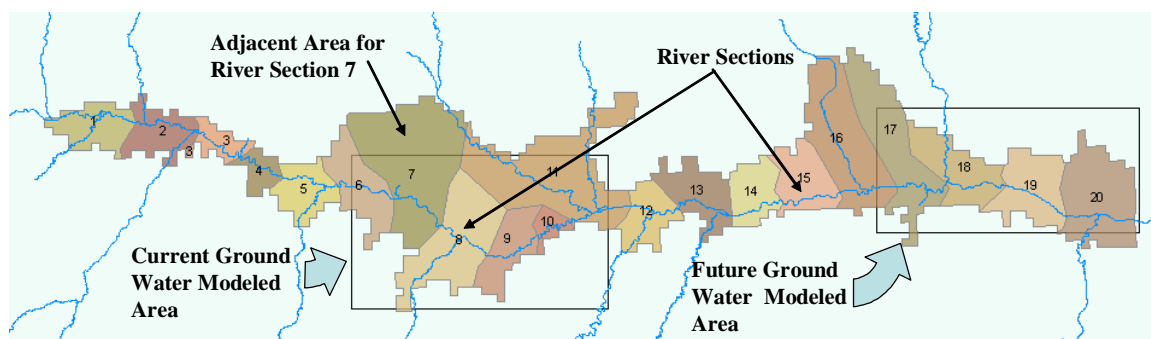 Adjacent Area for
River Section 7
River Sections
1
2
3
3
4
5
6
7
8
9
10
11
12
13
14
15
16
17
18
19
20
Current Ground
Water Modeled
Area
Future Ground
Water Modeled
Area